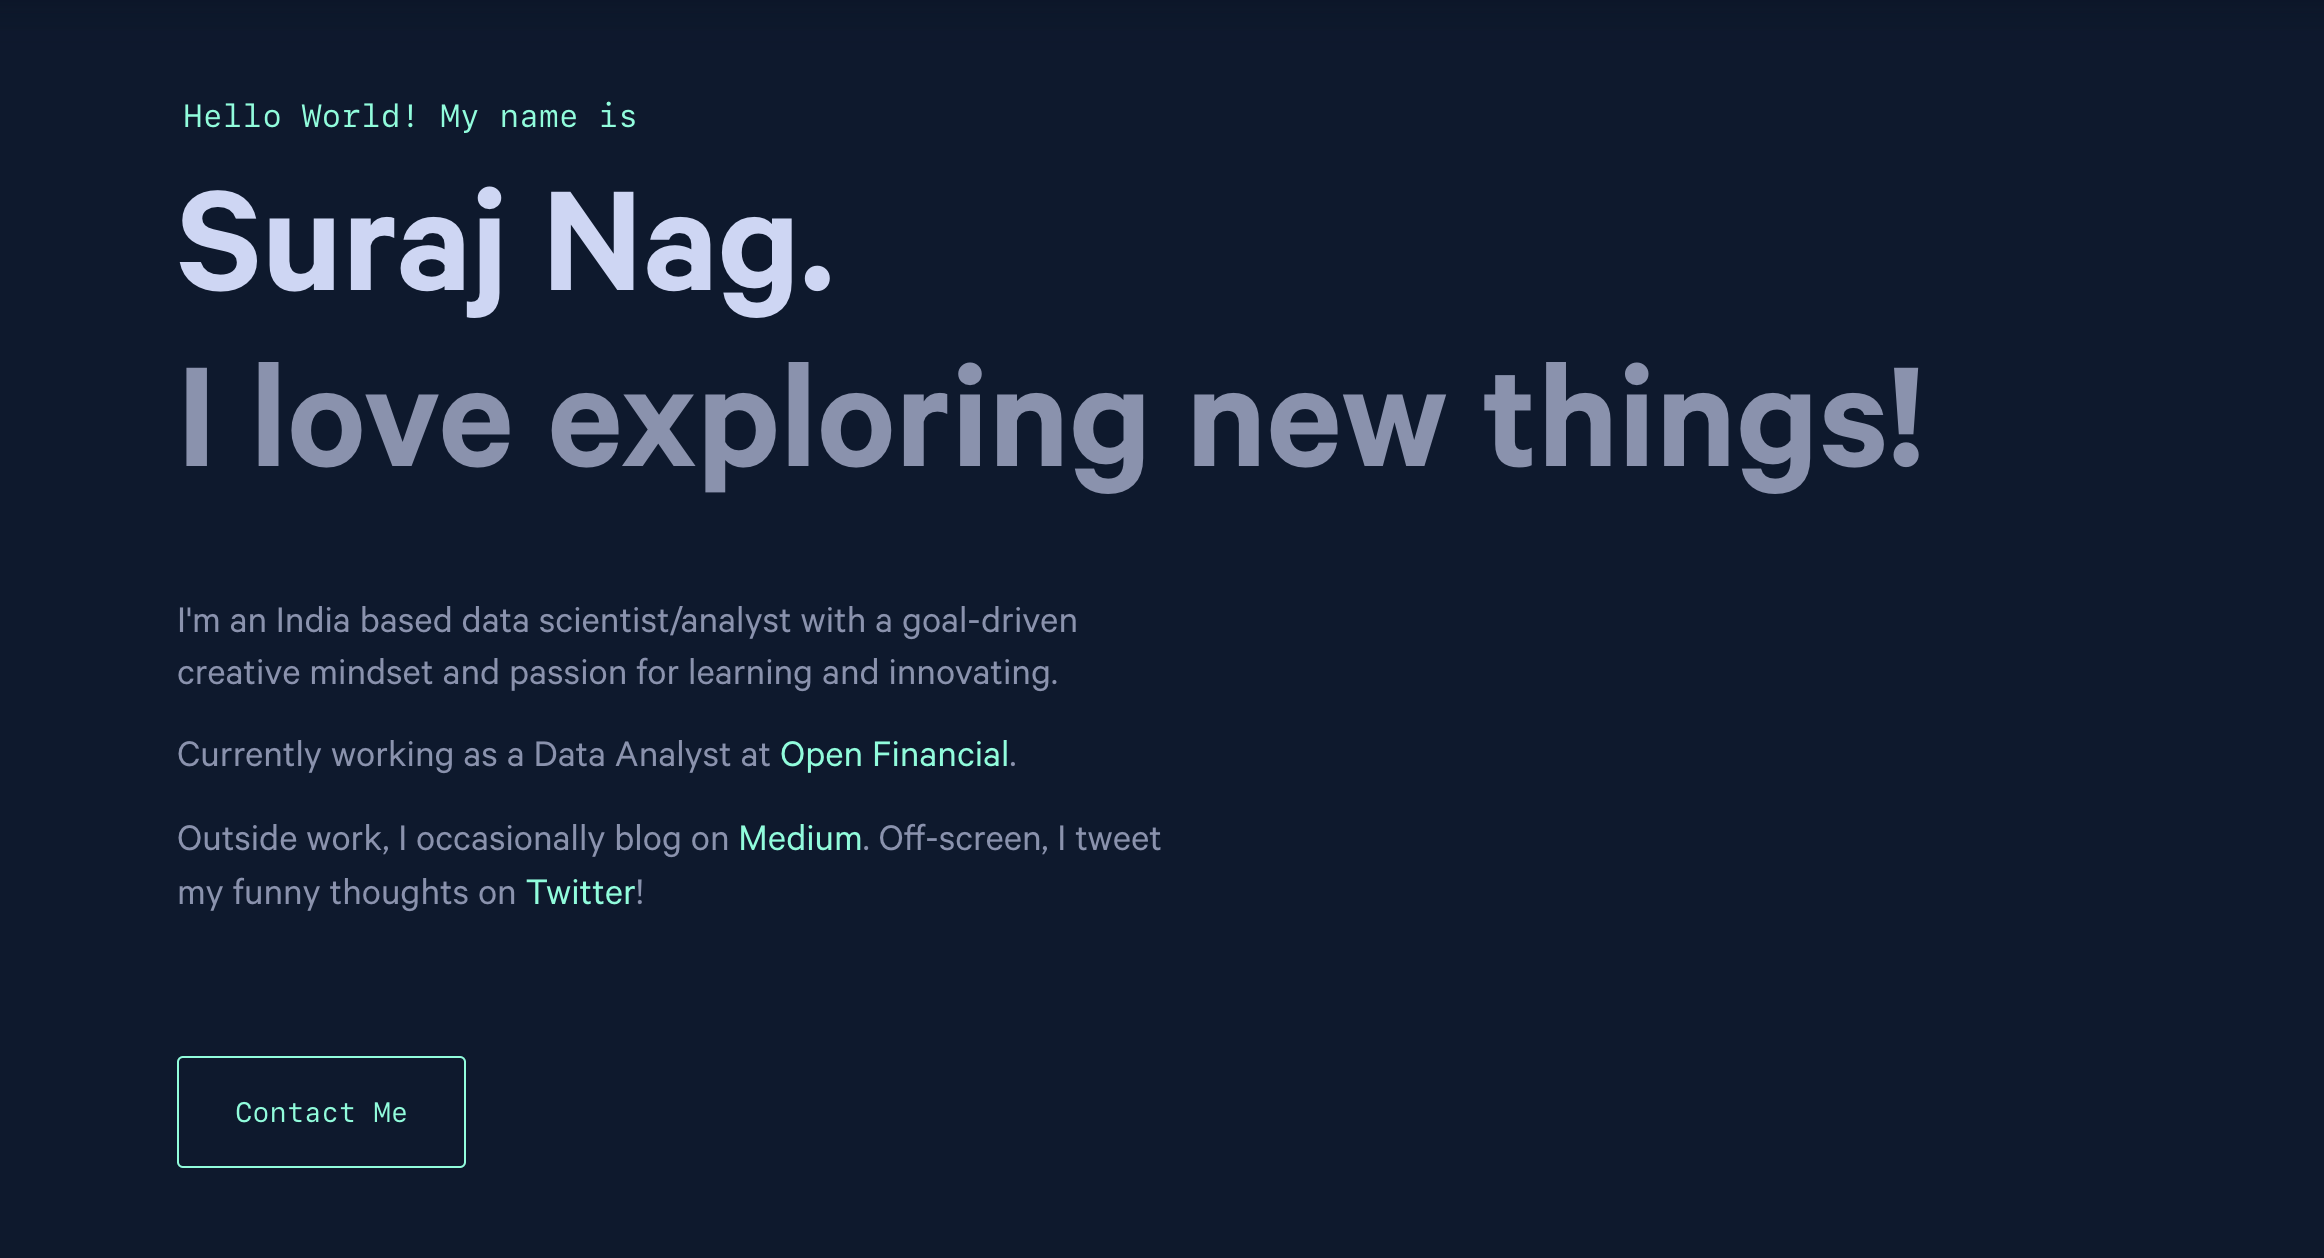 Hello World! My name is
Suraj Nag.
I love exploring new things!
I'm an India based data scientist/analyst with a goal-driven
creative mindset and passion for learning and innovating.
Currently working as a Data Analyst at Open Financial.
Outside work, I occasionally blog on Medium. Off-screen, I tweet
my funny thoughts on Twitter!
Contact Me